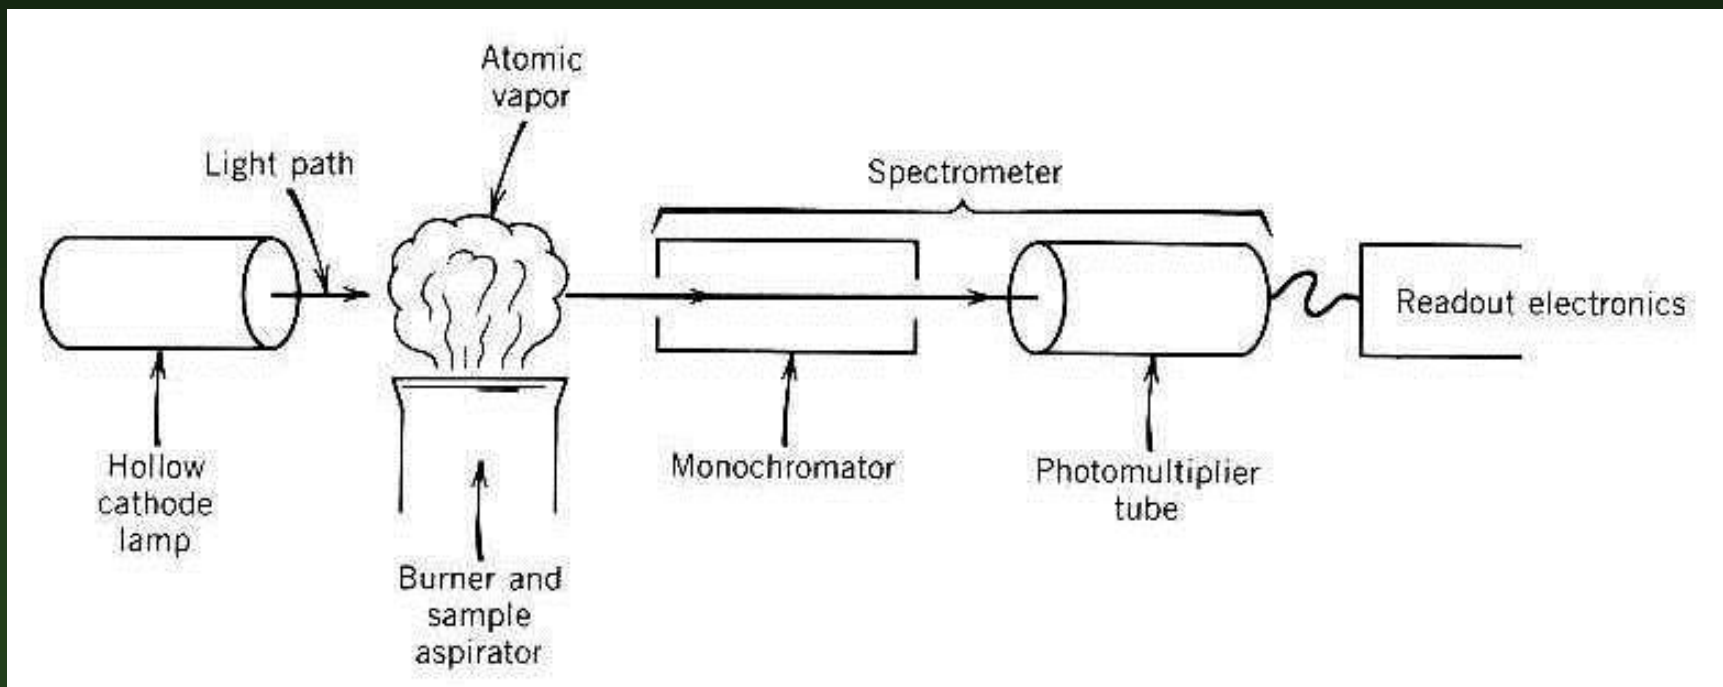 Atomic
vapor
Light path
Spectrometer
Readout electronics
Hollow
cathode
lamp
Monochromator
Photomultiplier
tube
Burner and
sample
aspirator